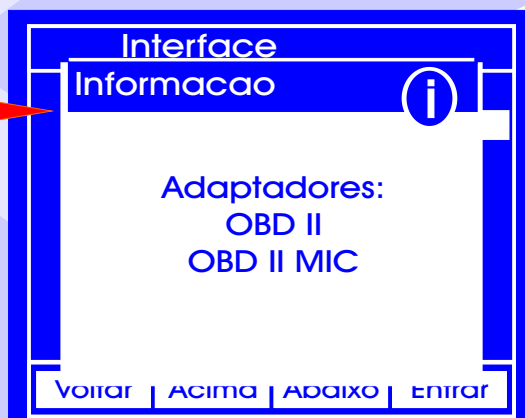 Interface
Informacao
i
Adaptadores:
OBD II
OBD II MIC
Voltar Acima Abaixo Entrar